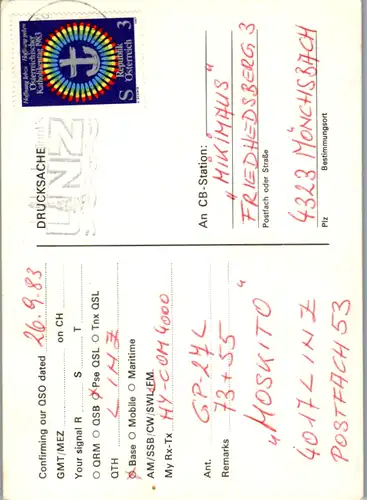 Confirming our QSO dated 26.9.83
GMT/MEZ on CH
Your signal R S T
○ QRM ○ QSB ○ Pse QSL ○ Tnx QSL
QTH LINZ
○ Base ○ Mobile ○ Maritime
AM/SSB/CW/SWL/FM
My Rx-Tx HY-COM 4000
Ant. GP-27L
Remarks 73+55
"MOSKITO"
4017 LINZ
POSTFACH 53
Hoffnung leben Hoffnung geben
Österreichischer
Katholikentag 1983
Republik
Österreich
S 3
DRUCKSACHE
LINZ
An CB-Station:
"MIKIMAUS"
FRIEDHEDSBERG. 3
Postfach oder Straße
4323 MÖNCHSBACH
Plz Bestimmungsort